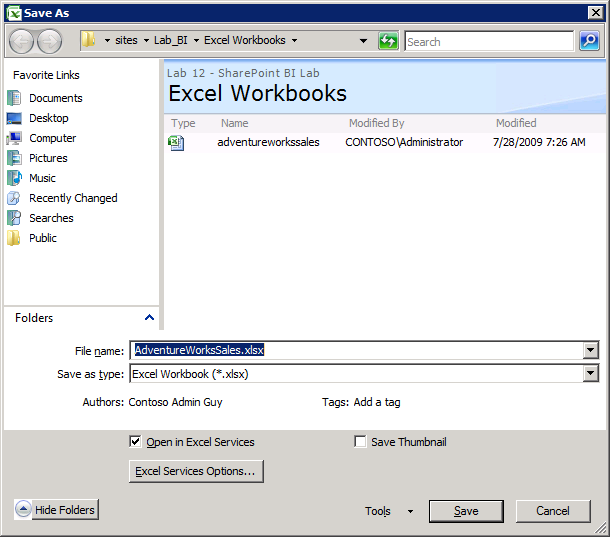 Save As
sites Lab_BI Excel Workbooks Search
Favorite Links
Documents
Desktop
Computer
Pictures
Music
Recently Changed
Searches
Public
Folders
Lab 12 - SharePoint BI Lab
Excel Workbooks
Type Name Modified By Modified
adventureworkssales CONTOSO\Administrator 7/28/2009 7:26 AM
File name: AdventureWorksSales.xlsx
Save as type: Excel Workbook (*.xlsx)
Authors: Contoso Admin Guy Tags: Add a tag
Open in Excel Services Save Thumbnail
Excel Services Options...
Hide Folders Tools Save Cancel